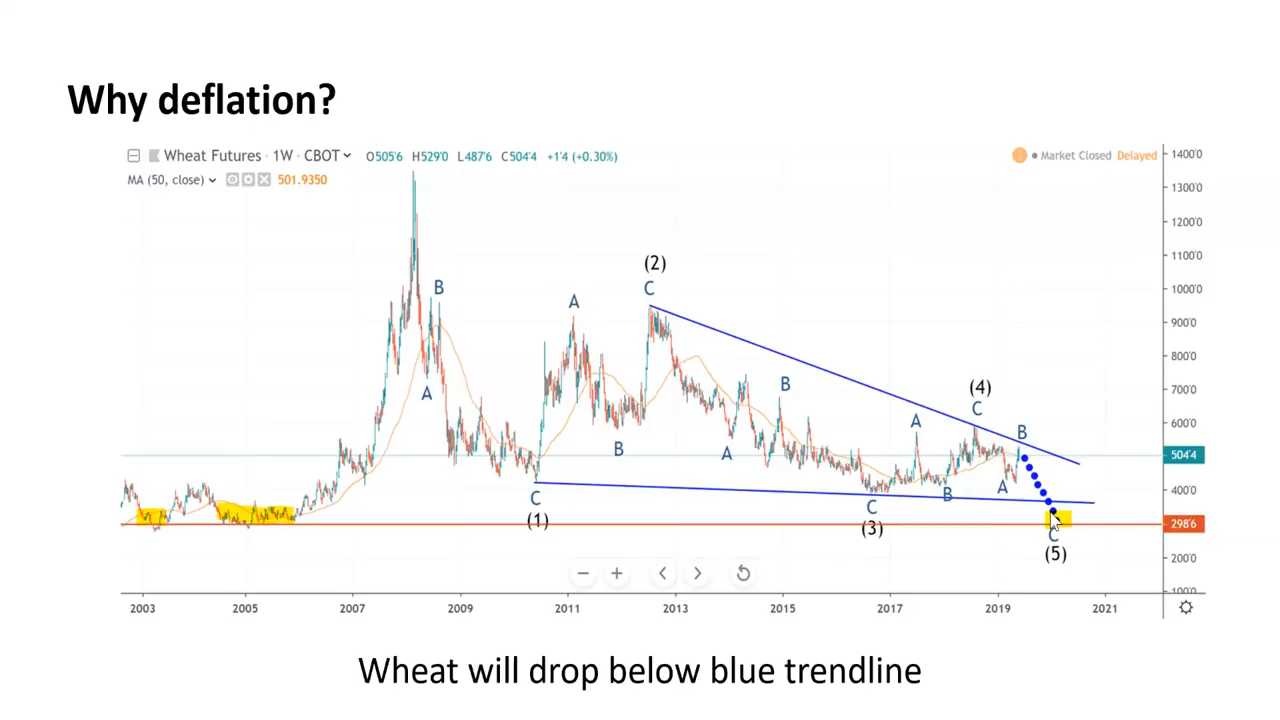 Why deflation?
Wheat Futures · 1W · CBOT O505'6 H529'0 L487'6 C504'4 +1'4 (+0.30%)
Market Closed Delayed
MA (50, close) 501.9350
1400'0
1300'0
1200'0
1100'0
1000'0
900'0
800'0
700'0
600'0
504'4
400'0
298'6
200'0
100'0
B
A
C
(1)
A
B
(2)
C
A
B
C
(3)
A
B
(4)
C
A
B
C
(5)
2003 2005 2007 2009 2011 2013 2015 2017 2019 2021
Wheat will drop below blue trendline